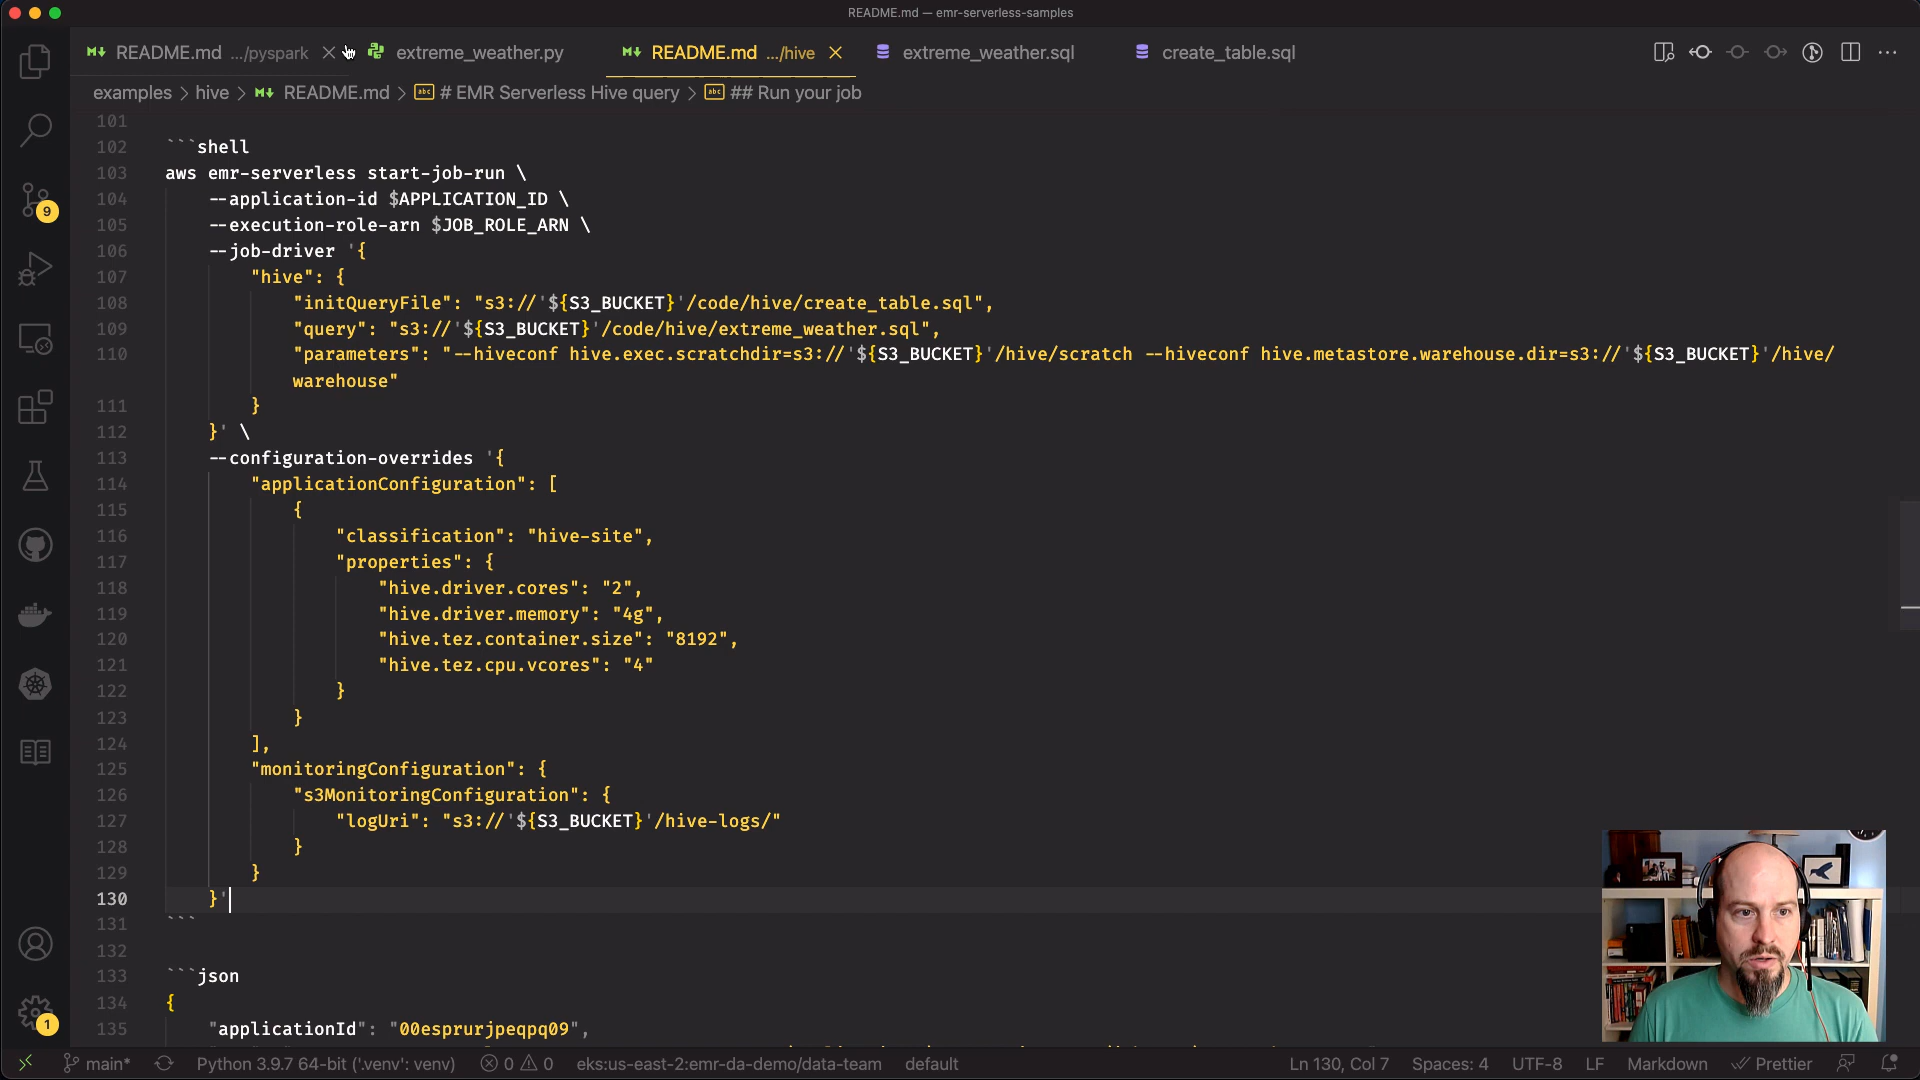 README.md — emr-serverless-samples
README.md .../pyspark
extreme_weather.py
README.md .../hive
extreme_weather.sql
create_table.sql
examples > hive > README.md > # EMR Serverless Hive query > ## Run your job
101
102 ```shell
103 aws emr-serverless start-job-run \
104 --application-id $APPLICATION_ID \
105 --execution-role-arn $JOB_ROLE_ARN \
106 --job-driver '{
107 "hive": {
108 "initQueryFile": "s3://'${S3_BUCKET}'/code/hive/create_table.sql",
109 "query": "s3://'${S3_BUCKET}'/code/hive/extreme_weather.sql",
110 "parameters": "--hiveconf hive.exec.scratchdir=s3://'${S3_BUCKET}'/hive/scratch --hiveconf hive.metastore.warehouse.dir=s3://'${S3_BUCKET}'/hive/
warehouse"
111 }
112 }' \
113 --configuration-overrides '{
114 "applicationConfiguration": [
115 {
116 "classification": "hive-site",
117 "properties": {
118 "hive.driver.cores": "2",
119 "hive.driver.memory": "4g",
120 "hive.tez.container.size": "8192",
121 "hive.tez.cpu.vcores": "4"
122 }
123 }
124 ],
125 "monitoringConfiguration": {
126 "s3MonitoringConfiguration": {
127 "logUri": "s3://'${S3_BUCKET}'/hive-logs/"
128 }
129 }
130 }'
131 ```
132
133 ```json
134 {
135 "applicationId": "00esprurjpeqpq09",
9
1
main* Python 3.9.7 64-bit ('.venv': venv) 0 0 eks:us-east-2:emr-da-demo/data-team default Ln 130, Col 7 Spaces: 4 UTF-8 LF Markdown Prettier